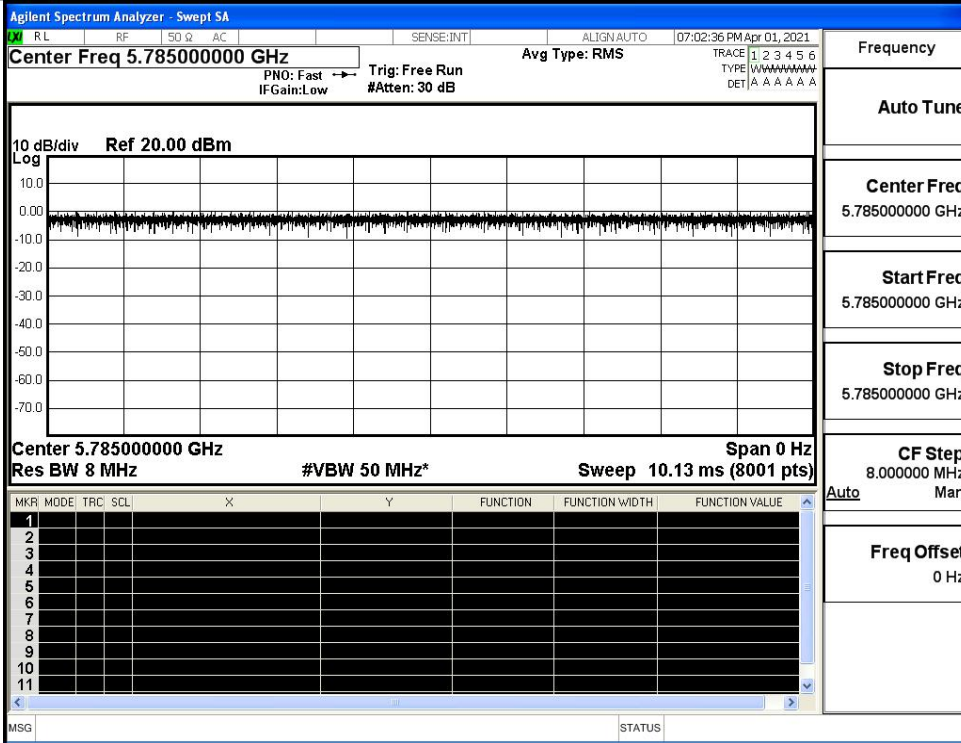 Agilent Spectrum Analyzer - Swept SA
LXI RL RF 50 Ω AC SENSE:INT ALIGN AUTO 07:02:36 PM Apr 01, 2021
Center Freq 5.785000000 GHz
Avg Type: RMS
TRACE 1 2 3 4 5 6
PNO: Fast Trig: Free Run
TYPE WWWWWW
IFGain:Low #Atten: 30 dB
DET A A A A A A
10 dB/div Ref 20.00 dBm
Log
10.0
0.00
-10.0
-20.0
-30.0
-40.0
-50.0
-60.0
-70.0
Center 5.785000000 GHz Span 0 Hz
Res BW 8 MHz #VBW 50 MHz* Sweep 10.13 ms (8001 pts)
MKR MODE TRC SCL X Y FUNCTION FUNCTION WIDTH FUNCTION VALUE
1
2
3
4
5
6
7
8
9
10
11
MSG STATUS
Frequency
Auto Tune
Center Freq
5.785000000 GHz
Start Freq
5.785000000 GHz
Stop Freq
5.785000000 GHz
CF Step
8.000000 MHz
Auto Man
Freq Offset
0 Hz